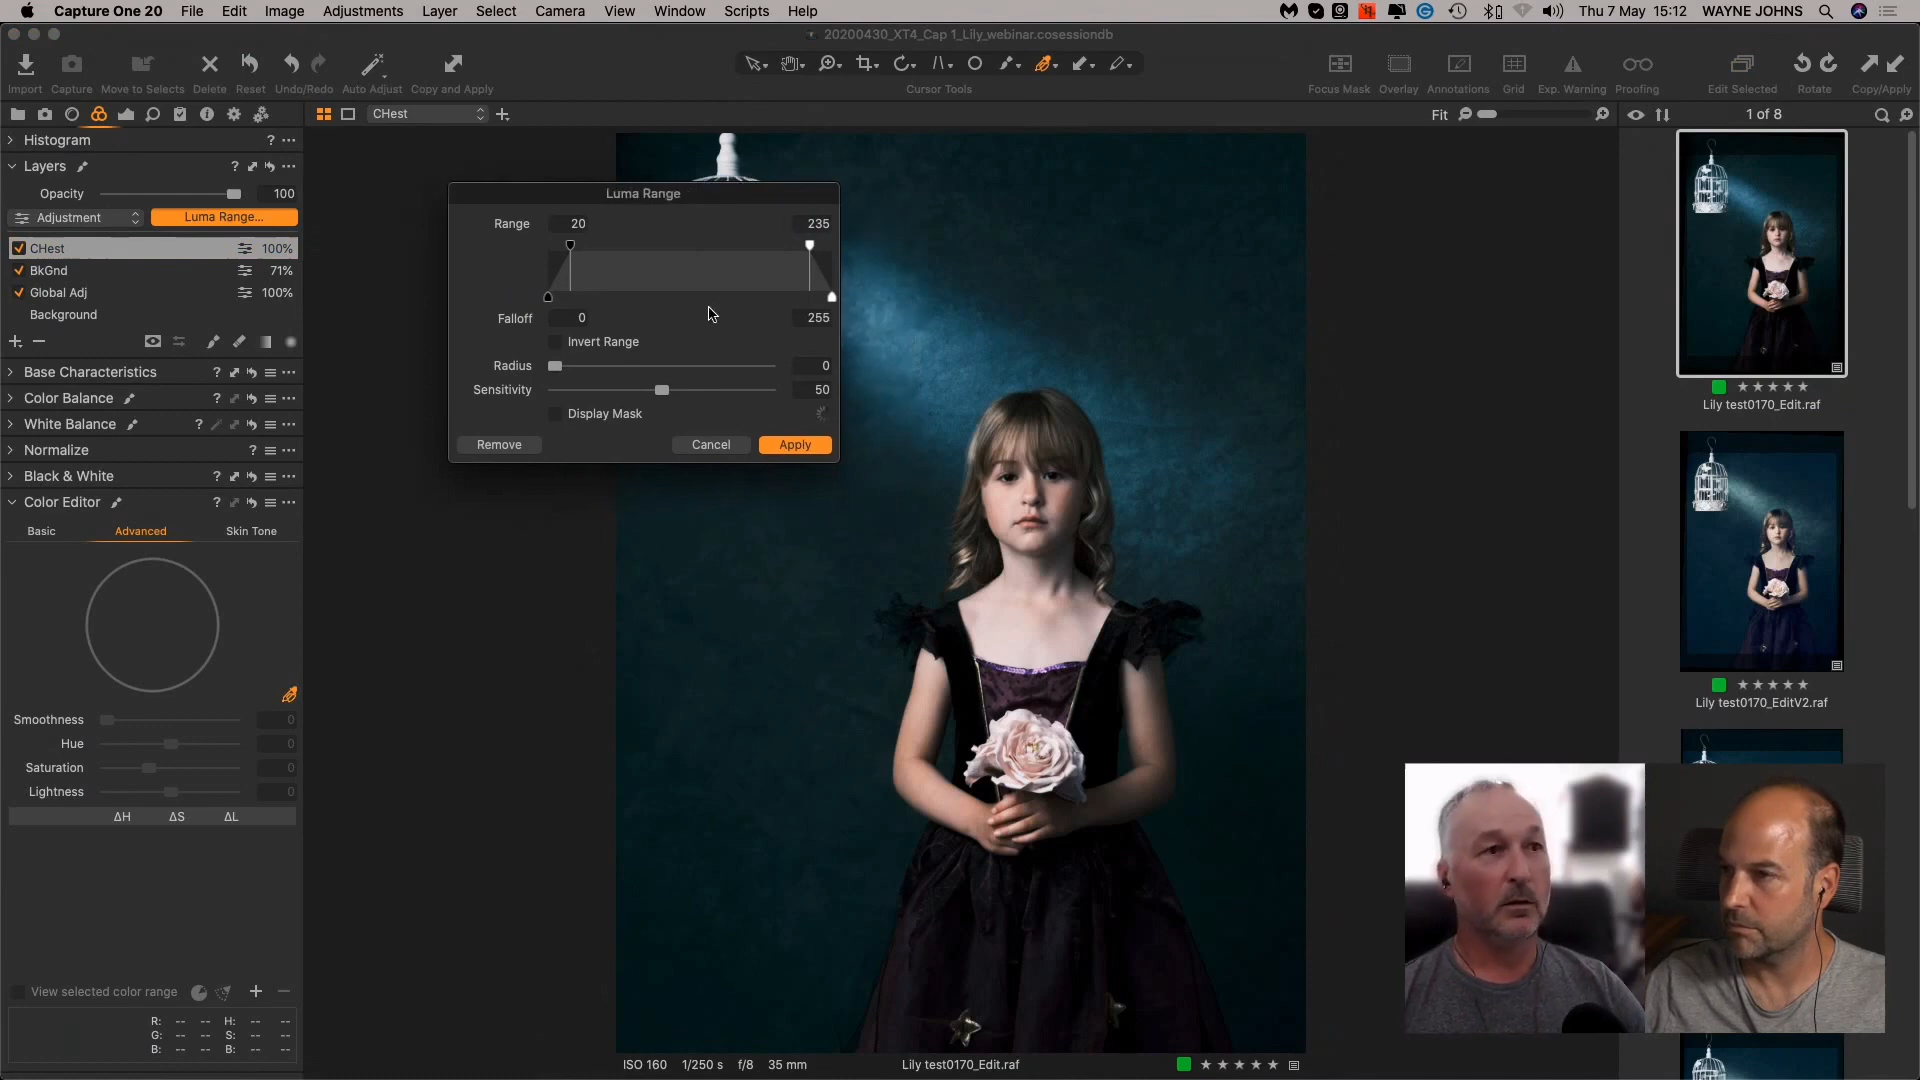 Capture One 20 File Edit Image Adjustments Layer Select Camera View Window Scripts Help Thu 7 May 15:12 WAYNE JOHNS
20200430_XT4_Cap 1_Lily_webinar.cosessiondb
Import Capture Move to Selects Delete Reset Undo/Redo Auto Adjust Copy and Apply Cursor Tools Focus Mask Overlay Annotations Grid Exp. Warning Proofing Edit Selected Rotate Copy/Apply
CHest Fit 1 of 8
Histogram ? ...
Layers ? ...
Opacity 100
Adjustment Luma Range...
CHest 100%
BkGnd 71%
Global Adj 100%
Background
Base Characteristics ? ...
Color Balance ? ...
White Balance ? ...
Normalize ? ...
Black & White ? ...
Color Editor ? ...
Basic Advanced Skin Tone
Smoothness 0
Hue 0
Saturation 0
Lightness 0
ΔH ΔS ΔL
View selected color range
R: -- -- H: -- --
G: -- -- S: -- --
B: -- -- B: -- --
Luma Range
Range 20 235
Falloff 0 255
Invert Range
Radius 0
Sensitivity 50
Display Mask
Remove Cancel Apply
ISO 160 1/250 s f/8 35 mm Lily test0170_Edit.raf
Lily test0170_Edit.raf
Lily test0170_EditV2.raf